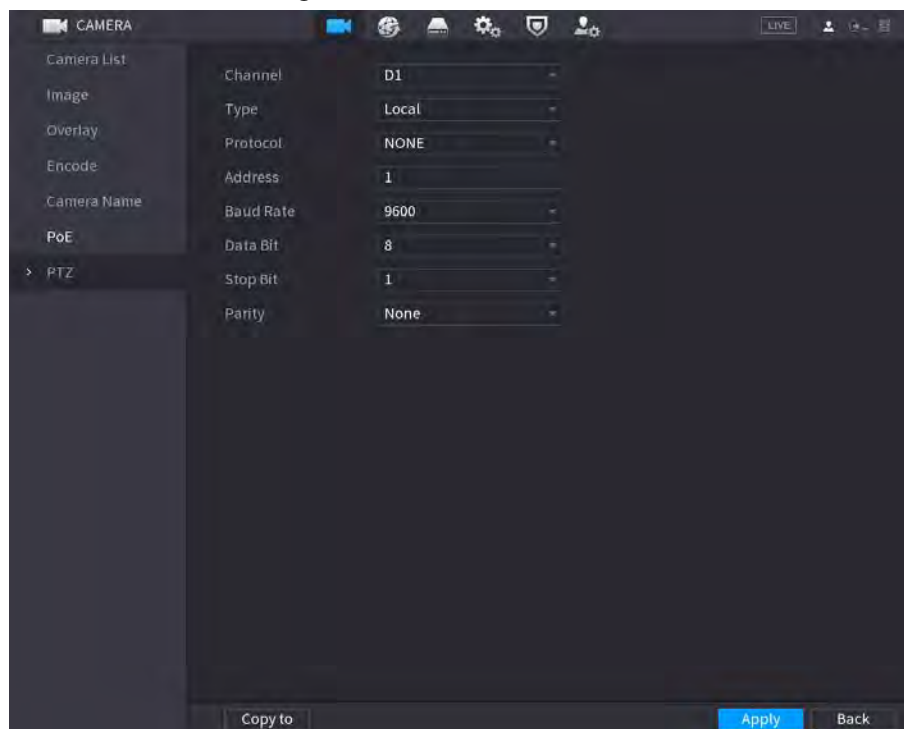 CAMERA
LIVE
Camera List
Image
Overlay
Encode
Camera Name
PoE
> PTZ
Channel D1
Type Local
Protocol NONE
Address 1
Baud Rate 9600
Data Bit 8
Stop Bit 1
Parity None
Copy to
Apply
Back